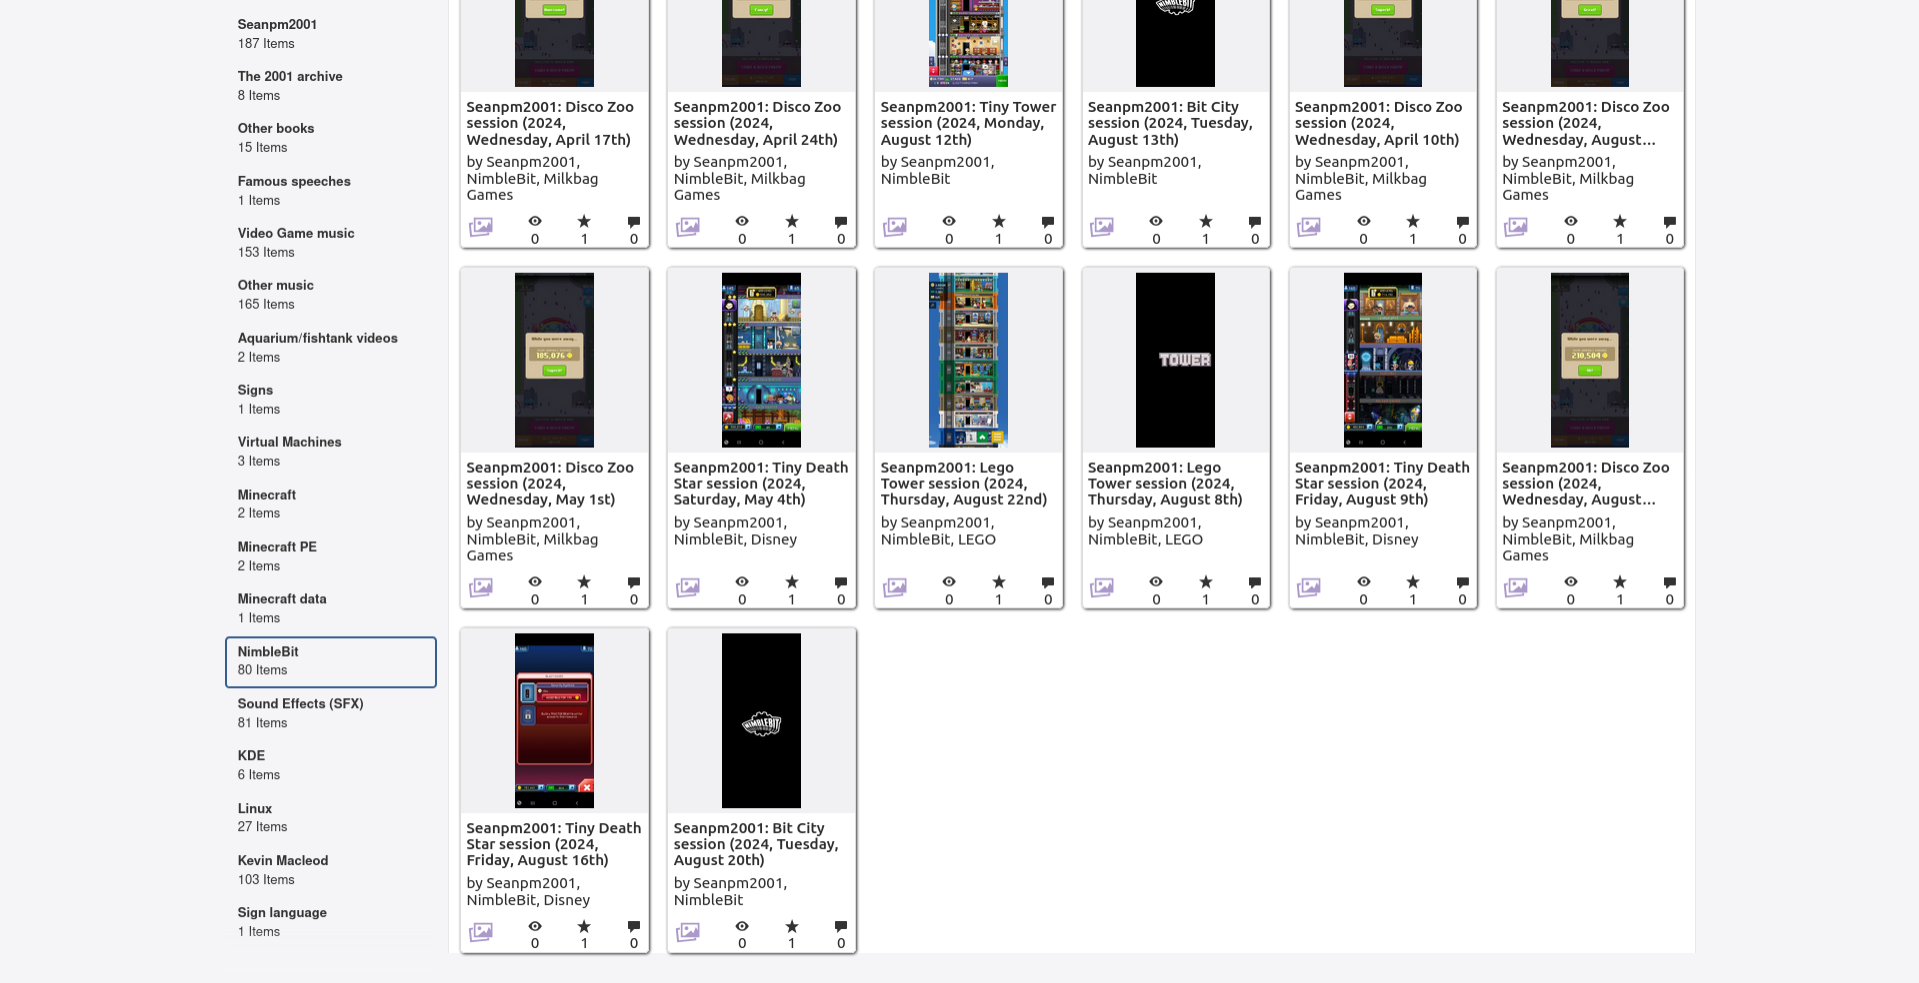 Seanpm2001
187 Items
The 2001 archive
8 Items
Other books
15 Items
Famous speeches
1 Items
Video Game music
153 Items
Other music
165 Items
Aquarium/fishtank videos
2 Items
Signs
1 Items
Virtual Machines
3 Items
Minecraft
2 Items
Minecraft PE
2 Items
Minecraft data
1 Items
NimbleBit
80 Items
Sound Effects (SFX)
81 Items
KDE
6 Items
Linux
27 Items
Kevin Macleod
103 Items
Sign language
1 Items
Seanpm2001: Disco Zoo
session (2024,
Wednesday, April 17th)
by Seanpm2001,
NimbleBit, Milkbag
Games
0 1 0
Seanpm2001: Disco Zoo
session (2024,
Wednesday, April 24th)
by Seanpm2001,
NimbleBit, Milkbag
Games
0 1 0
Seanpm2001: Tiny Tower
session (2024, Monday,
August 12th)
by Seanpm2001,
NimbleBit
0 1 0
Seanpm2001: Bit City
session (2024, Tuesday,
August 13th)
by Seanpm2001,
NimbleBit
0 1 0
Seanpm2001: Disco Zoo
session (2024,
Wednesday, April 10th)
by Seanpm2001,
NimbleBit, Milkbag
Games
0 1 0
Seanpm2001: Disco Zoo
session (2024,
Wednesday, August...
by Seanpm2001,
NimbleBit, Milkbag
Games
0 1 0
While you were away...
105,076
Seanpm2001: Disco Zoo
session (2024,
Wednesday, May 1st)
by Seanpm2001,
NimbleBit, Milkbag
Games
0 1 0
Seanpm2001: Tiny Death
Star session (2024,
Saturday, May 4th)
by Seanpm2001,
NimbleBit, Disney
0 1 0
Seanpm2001: Lego
Tower session (2024,
Thursday, August 22nd)
by Seanpm2001,
NimbleBit, LEGO
0 1 0
TOWER
Seanpm2001: Lego
Tower session (2024,
Thursday, August 8th)
by Seanpm2001,
NimbleBit, LEGO
0 1 0
Seanpm2001: Tiny Death
Star session (2024,
Friday, August 9th)
by Seanpm2001,
NimbleBit, Disney
0 1 0
While you were away...
210,504
Seanpm2001: Disco Zoo
session (2024,
Wednesday, August...
by Seanpm2001,
NimbleBit, Milkbag
Games
0 1 0
Seanpm2001: Tiny Death
Star session (2024,
Friday, August 16th)
by Seanpm2001,
NimbleBit, Disney
0 1 0
NIMBLEBIT
Seanpm2001: Bit City
session (2024, Tuesday,
August 20th)
by Seanpm2001,
NimbleBit
0 1 0